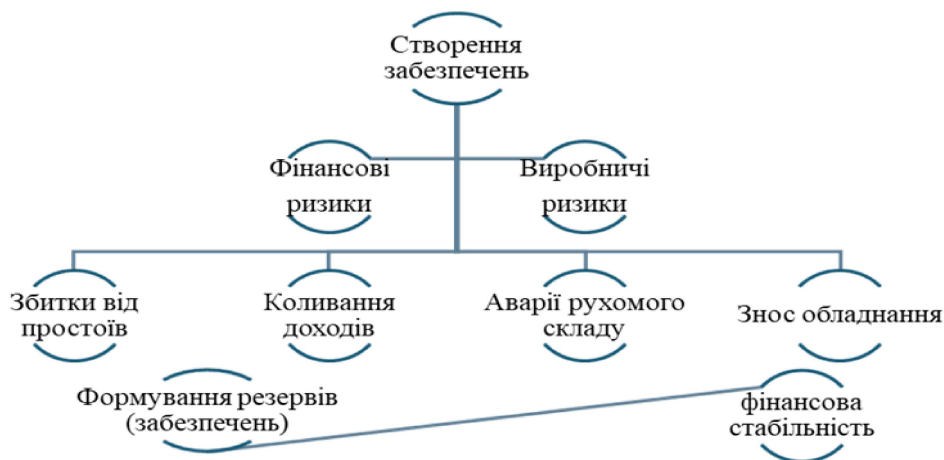 Створення
забезпечень
Фінансові
ризики
Виробничі
ризики
Збитки від
простоїв
Коливання
доходів
Аварії рухомого
складу
Знос обладнання
Формування резервів
(забезпечень)
фінансова
стабільність